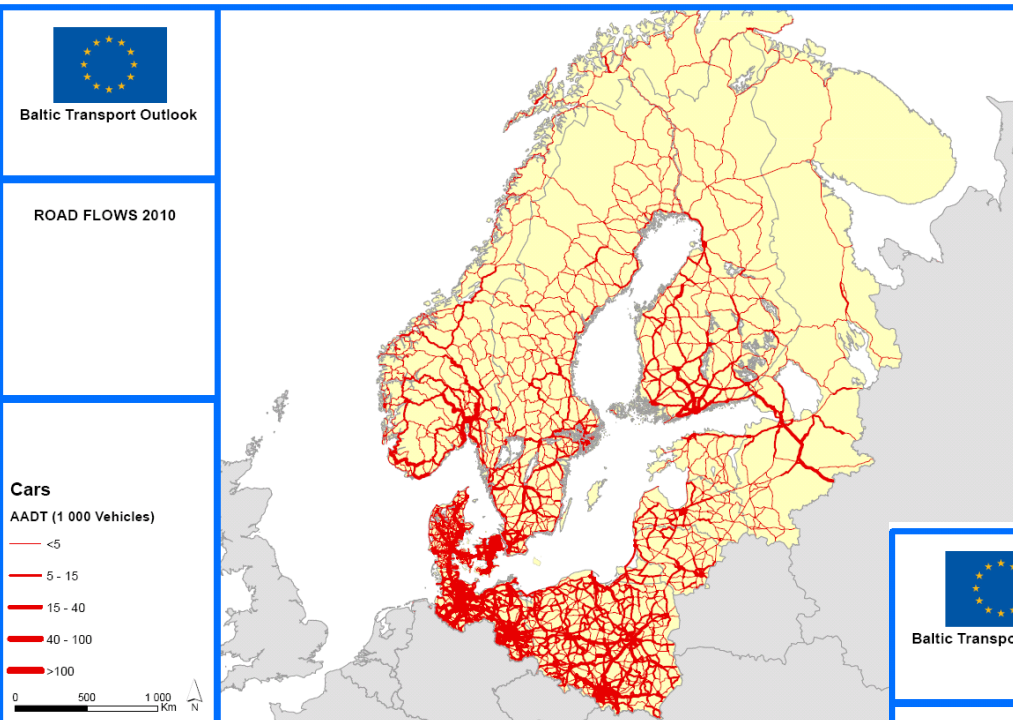 Baltic Transport Outlook
ROAD FLOWS 2010
Cars
AADT (1 000 Vehicles)
<5
5 - 15
15 - 40
40 - 100
>100
0 500 1 000
Km
N
Baltic Transpo